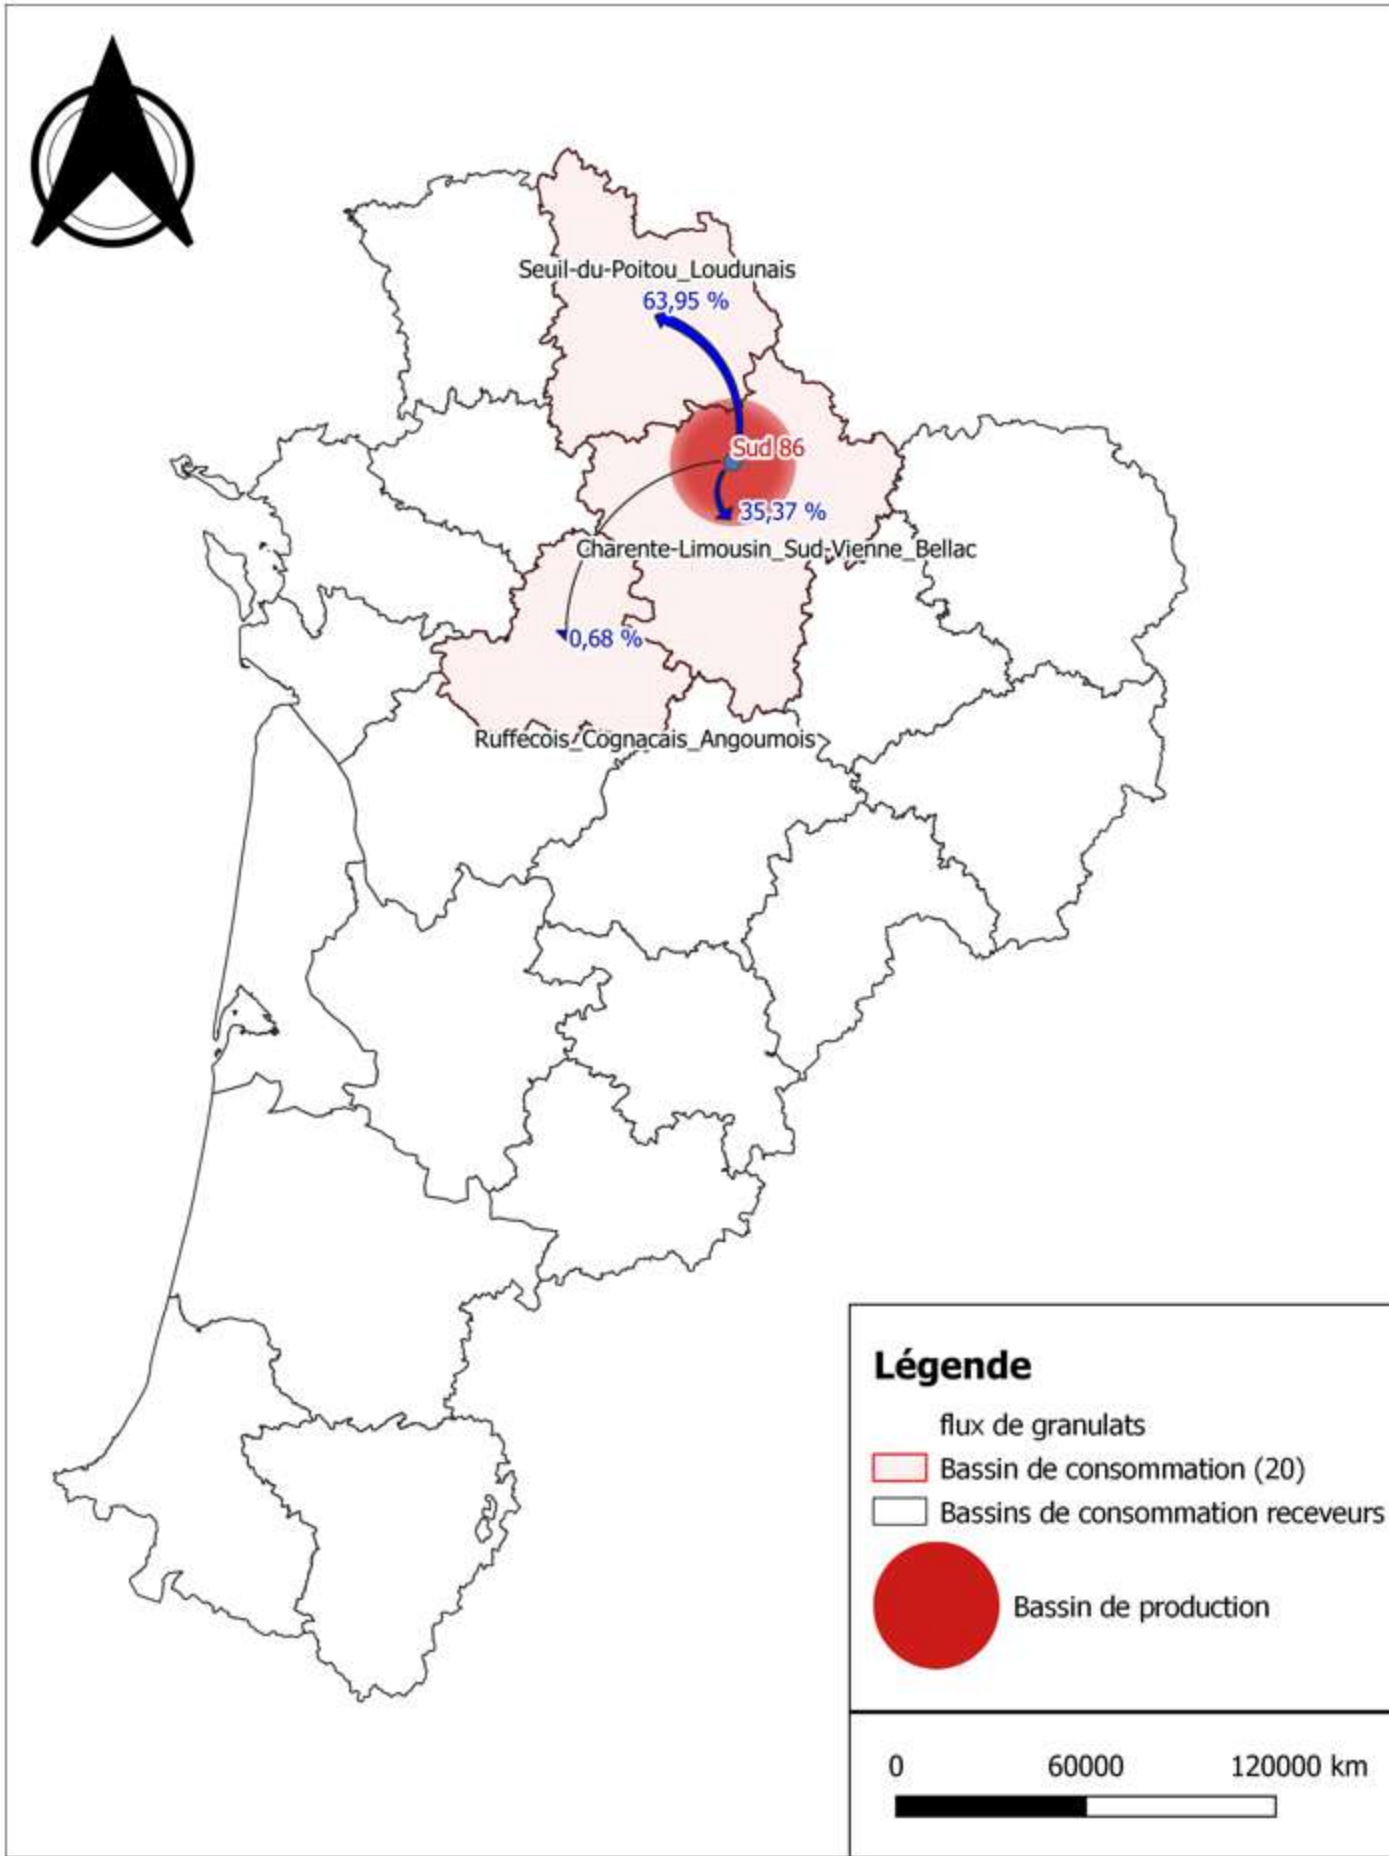 Seuil-du-Poitou_Loudunais
63,95 %
Sud 86
35,37 %
Charente-Limousin_Sud-Vienne_Bellac
0,68 %
Ruffécois_Cognaçais_Angoumois
Légende
flux de granulats
Bassin de consommation (20)
Bassins de consommation receveurs
Bassin de production
0 60000 120000 km